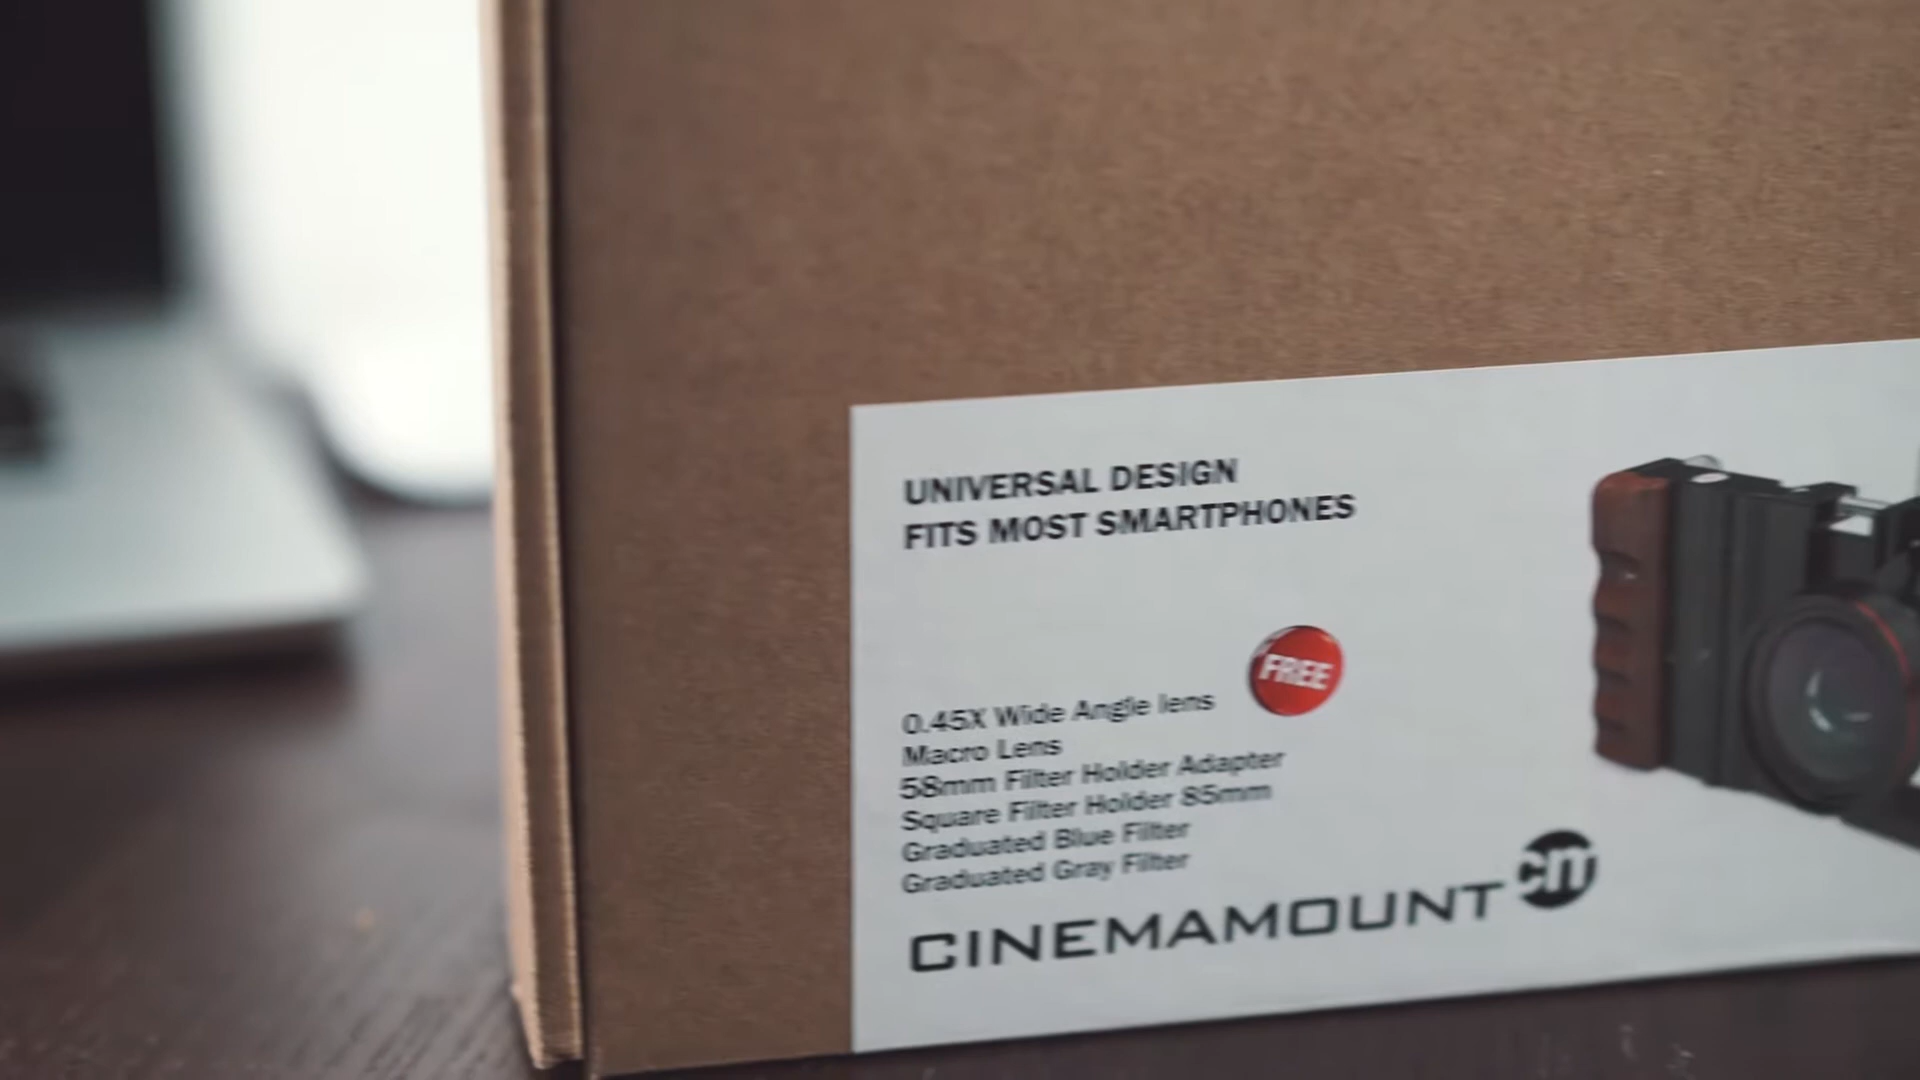 UNIVERSAL DESIGN
FITS MOST SMARTPHONES
FREE
0.45X Wide Angle lens
Macro Lens
58mm Filter Holder Adapter
Square Filter Holder 85mm
Graduated Blue Filter
Graduated Gray Filter
CINEMAMOUNT cm